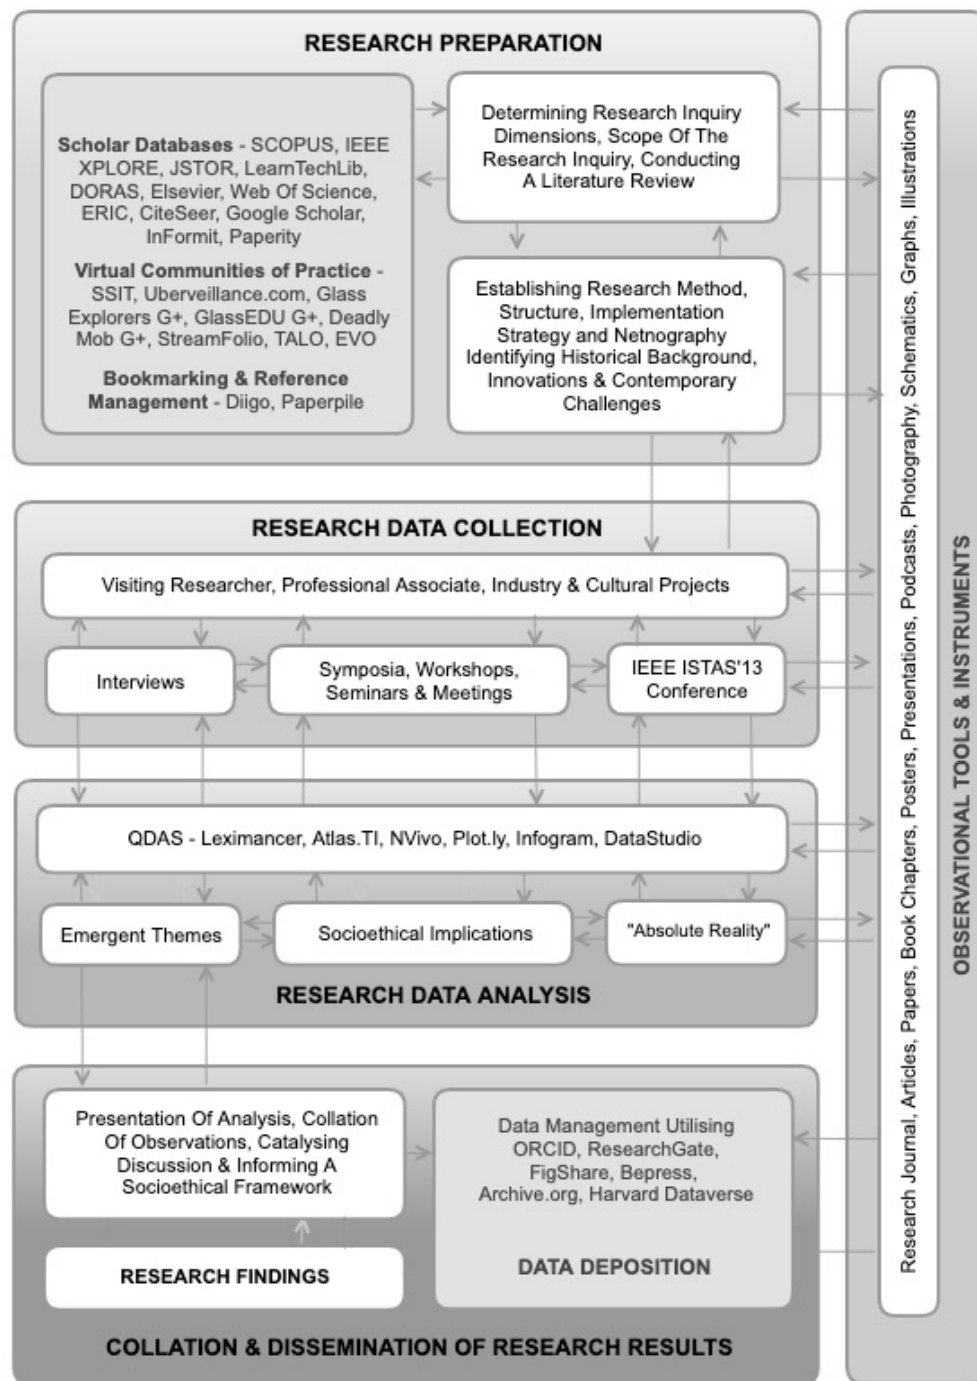 RESEARCH PREPARATION
Scholar Databases - SCOPUS, IEEE
XPLORE, JSTOR, LearnTechLib,
DORAS, Elsevier, Web Of Science,
ERIC, CiteSeer, Google Scholar,
InFormit, Paperity
Virtual Communities of Practice -
SSIT, Uberveillance.com, Glass
Explorers G+, GlassEDU G+, Deadly
Mob G+, StreamFolio, TALO, EVO
Bookmarking & Reference
Management - Diigo, Paperpile
Determining Research Inquiry
Dimensions, Scope Of The
Research Inquiry, Conducting
A Literature Review
Establishing Research Method,
Structure, Implementation
Strategy and Netnography
Identifying Historical Background,
Innovations & Contemporary
Challenges
RESEARCH DATA COLLECTION
Visiting Researcher, Professional Associate, Industry & Cultural Projects
Interviews
Symposia, Workshops,
Seminars & Meetings
IEEE ISTAS'13
Conference
QDAS - Leximancer, Atlas.TI, NVivo, Plot.ly, Infogram, DataStudio
Emergent Themes
Socioethical Implications
"Absolute Reality"
RESEARCH DATA ANALYSIS
Presentation Of Analysis, Collation
Of Observations, Catalysing
Discussion & Informing A
Socioethical Framework
RESEARCH FINDINGS
Data Management Utilising
ORCID, ResearchGate,
FigShare, Bepress,
Archive.org, Harvard Dataverse
DATA DEPOSITION
COLLATION & DISSEMINATION OF RESEARCH RESULTS
Research Journal, Articles, Papers, Book Chapters, Posters, Presentations, Podcasts, Photography, Schematics, Graphs, Illustrations
OBSERVATIONAL TOOLS & INSTRUMENTS